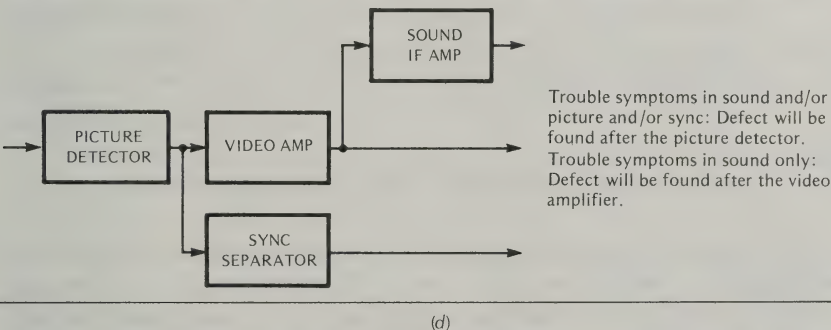 SOUND
IF AMP
PICTURE
DETECTOR
VIDEO AMP
SYNC
SEPARATOR
Trouble symptoms in sound and/or
picture and/or sync: Defect will be
found after the picture detector.
Trouble symptoms in sound only:
Defect will be found after the video
amplifier.
(d)